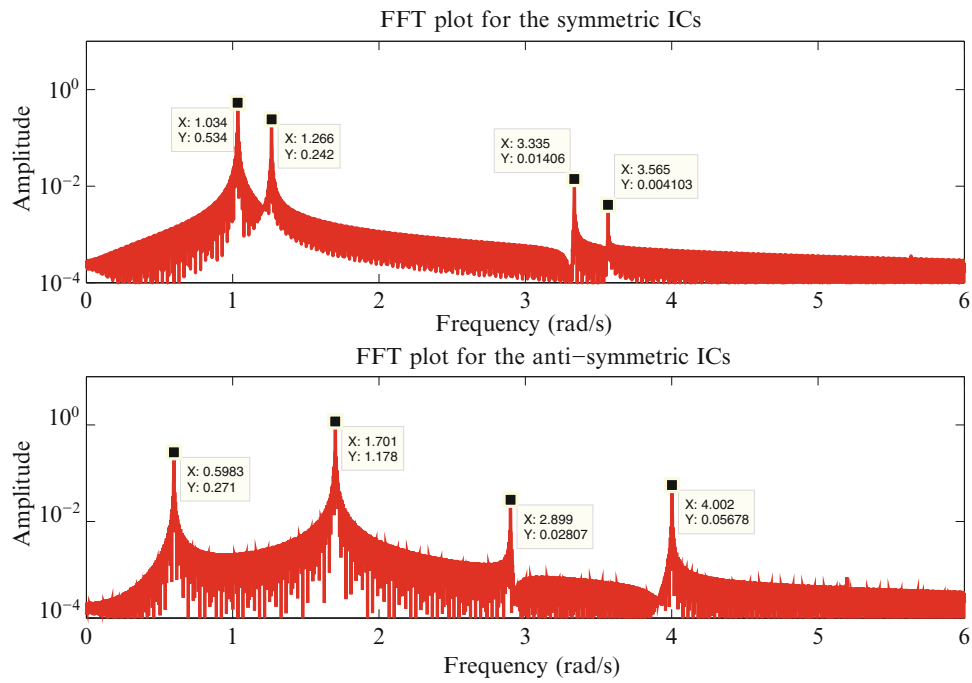 FFT plot for the symmetric ICs
Amplitude
10^0
10^-2
10^-4
X: 1.034
Y: 0.534
X: 1.266
Y: 0.242
X: 3.335
Y: 0.01406
X: 3.565
Y: 0.004103
0 1 2 3 4 5 6
Frequency (rad/s)
FFT plot for the anti−symmetric ICs
Amplitude
10^0
10^-2
10^-4
X: 0.5983
Y: 0.271
X: 1.701
Y: 1.178
X: 2.899
Y: 0.02807
X: 4.002
Y: 0.05678
0 1 2 3 4 5 6
Frequency (rad/s)